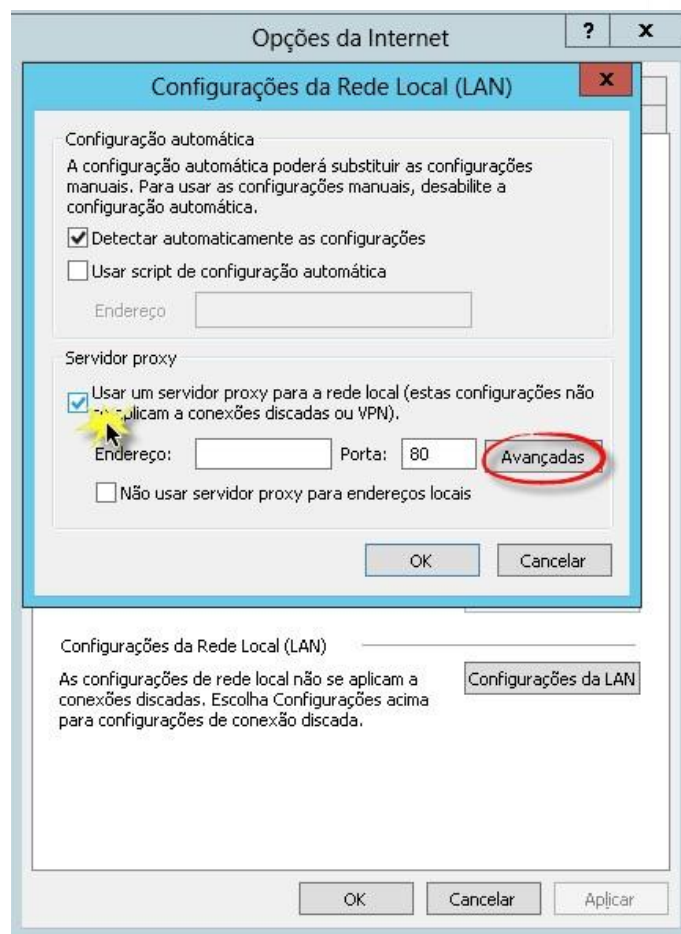 Opções da Internet
? x
Configurações da Rede Local (LAN)
x
Configuração automática
A configuração automática poderá substituir as configurações
manuais. Para usar as configurações manuais, desabilite a
configuração automática.
Detectar automaticamente as configurações
Usar script de configuração automática
Endereço
Servidor proxy
Usar um servidor proxy para a rede local (estas configurações não
aplicam a conexões discadas ou VPN).
Endereço:
Porta: 80 Avançadas
Não usar servidor proxy para endereços locais
OK Cancelar
Configurações da Rede Local (LAN)
As configurações de rede local não se aplicam a
conexões discadas. Escolha Configurações acima
para configurações de conexão discada.
Configurações da LAN
OK Cancelar Aplicar